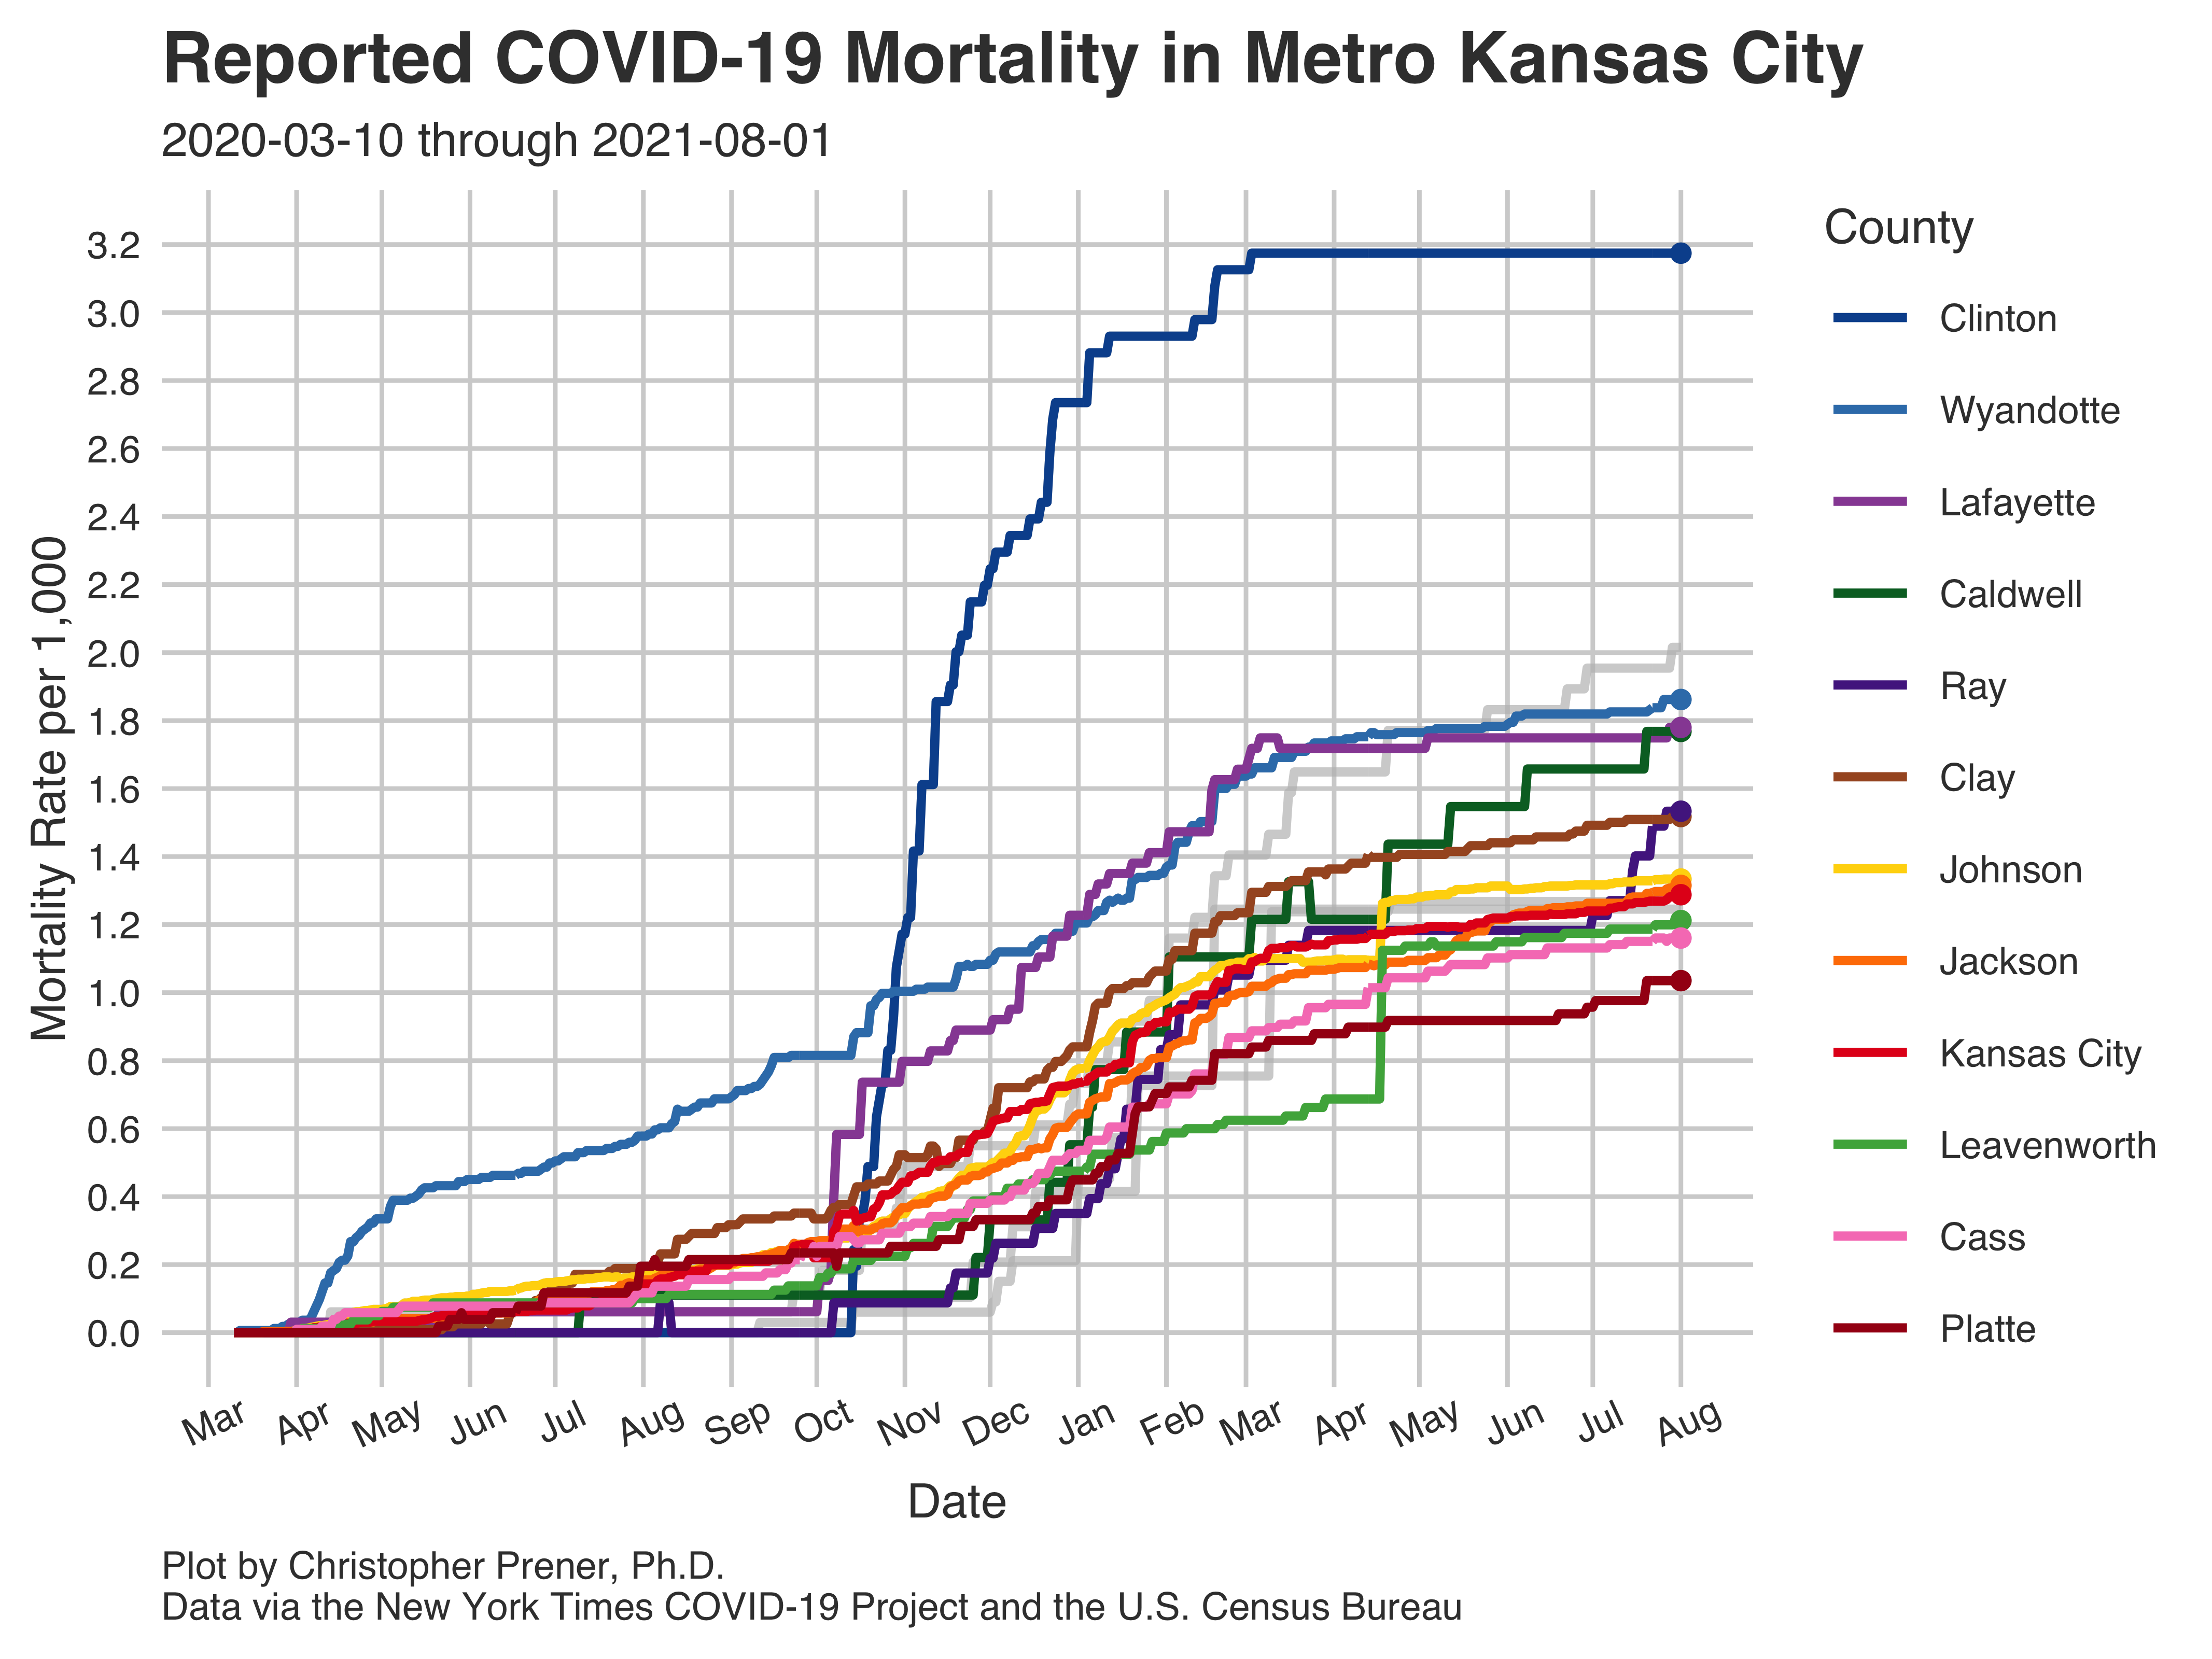 Reported COVID-19 Mortality in Metro Kansas City
2020-03-10 through 2021-08-01
Mortality Rate per 1,000
3.2
3.0
2.8
2.6
2.4
2.2
2.0
1.8
1.6
1.4
1.2
1.0
0.8
0.6
0.4
0.2
0.0
Mar Apr May Jun Jul Aug Sep Oct Nov Dec Jan Feb Mar Apr May Jun Jul Aug
Date
County
Clinton
Wyandotte
Lafayette
Caldwell
Ray
Clay
Johnson
Jackson
Kansas City
Leavenworth
Cass
Platte
Plot by Christopher Prener, Ph.D.
Data via the New York Times COVID-19 Project and the U.S. Census Bureau